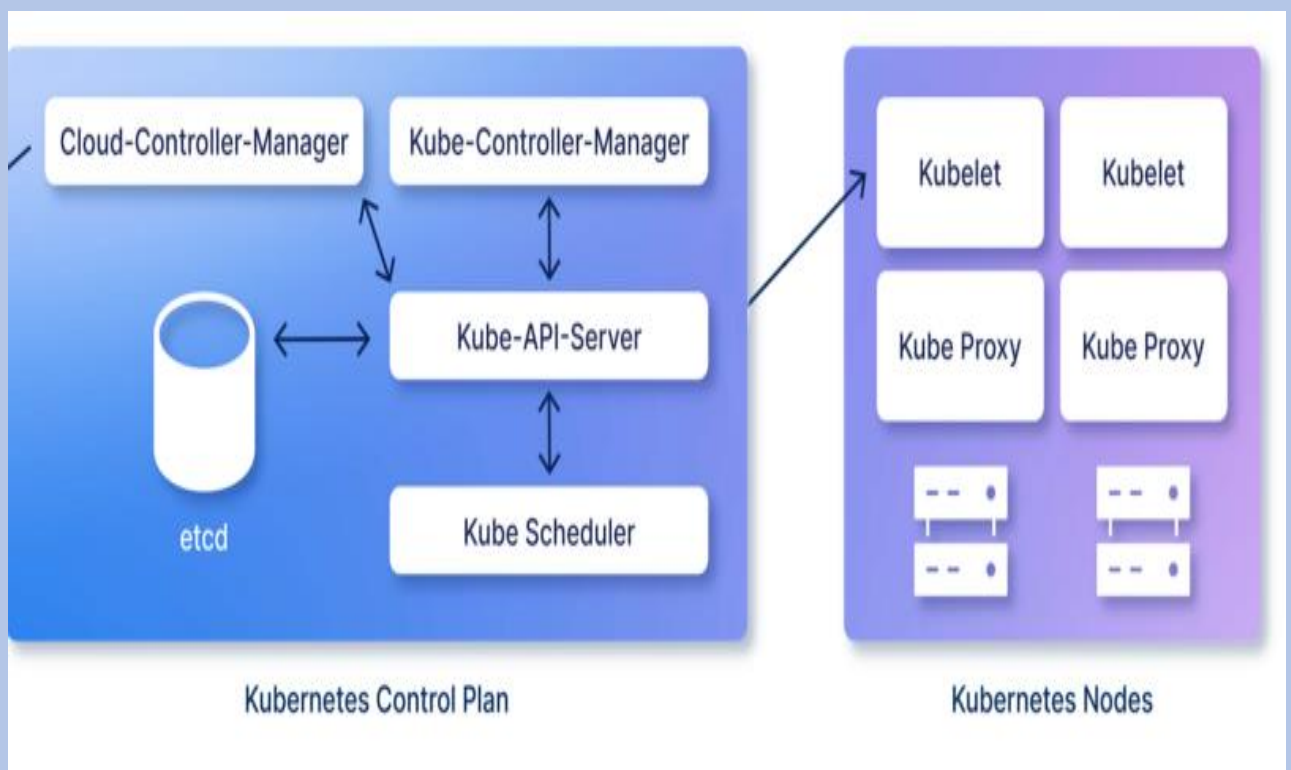 Cloud-Controller-Manager
Kube-Controller-Manager
Kube-API-Server
etcd
Kube Scheduler
Kubernetes Control Plan
Kubelet
Kubelet
Kube Proxy
Kube Proxy
Kubernetes Nodes